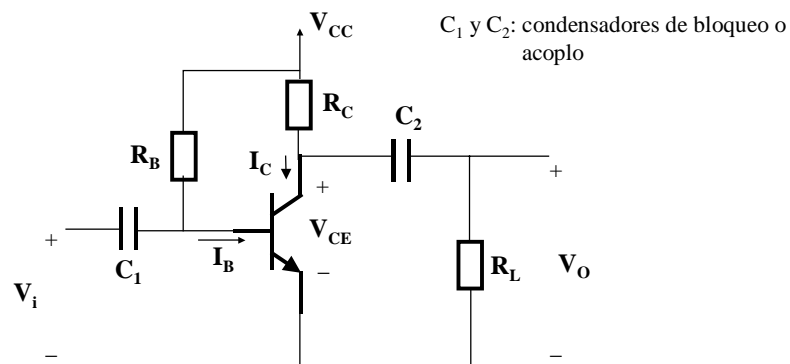 V_CC
C_1 y C_2: condensadores de bloqueo o
acoplo
R_C
C_2
R_B
I_C
+
+
V_CE
+
C_1
I_B
−
R_L
V_O
V_i
−
−